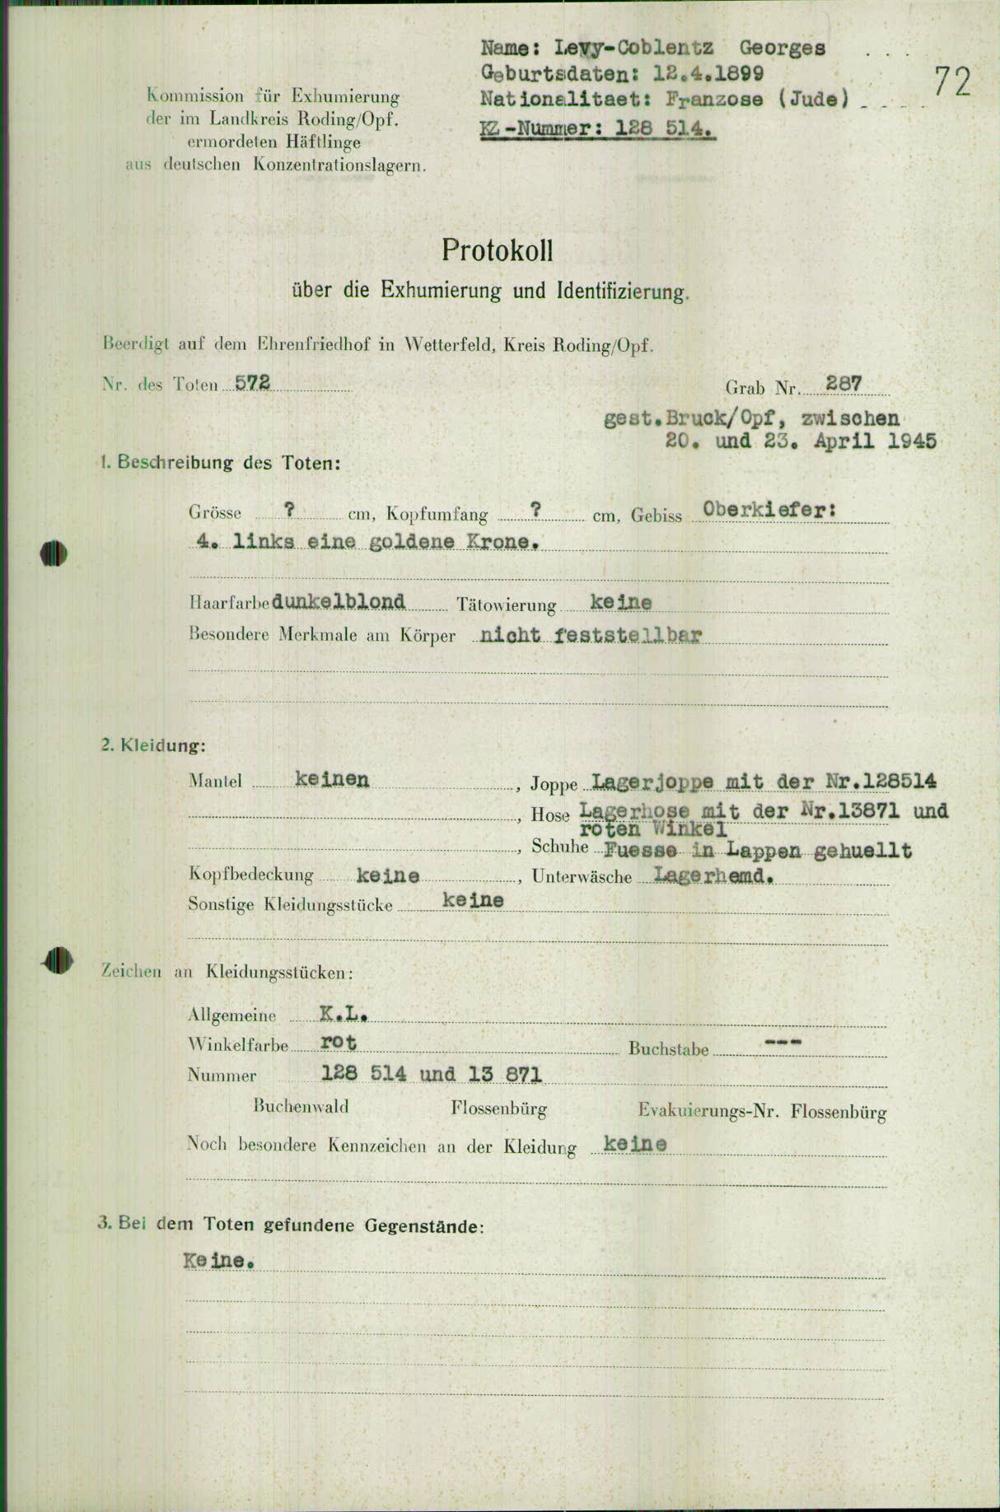 Name: Levy-Coblentz Georges
Geburtsdaten: 12.4.1899
Nationalitaet: Franzose (Jude)
KZ-Nummer: 128 514.
72
Kommission für Exhumierung
der im Landkreis Roding/Opf.
ermordeten Häftlinge
aus deutschen Konzentrationslagern.
Protokoll
über die Exhumierung und Identifizierung.
Beerdigt auf dem Ehrenfriedhof in Wetterfeld, Kreis Roding/Opf.
Nr. des Toten 572 Grab Nr. 287
gest.Bruck/Opf, zwischen
20. und 23. April 1945
1. Beschreibung des Toten:
Grösse ? cm, Kopfumfang ? cm, Gebiss Oberkiefer:
4. links eine goldene Krone.
Haarfarbe dunkelblond Tätowierung keine
Besondere Merkmale am Körper nicht feststellbar
2. Kleidung:
Mantel keinen, Joppe Lagerjoppe mit der Nr.128514
, Hose Lagerhose mit der Nr.13871 und
roten Winkel
, Schuhe Fuesse in Lappen gehuellt
Kopfbedeckung keine, Unterwäsche Lagerhemd.
Sonstige Kleidungsstücke keine
Zeichen an Kleidungsstücken:
Allgemeine K.L.
Winkelfarbe rot Buchstabe ---
Nummer 128 514 und 13 871
Buchenwald Flossenbürg Evakuierungs-Nr. Flossenbürg
Noch besondere Kennzeichen an der Kleidung keine
3. Bei dem Toten gefundene Gegenstände:
Keine.